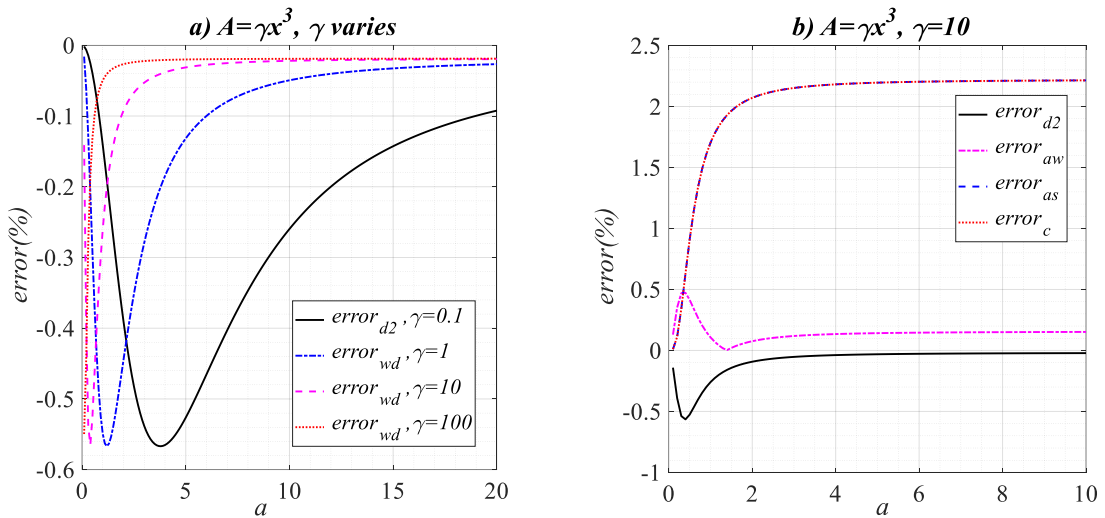 a) A=γx³, γ varies
0
-0.1
-0.2
-0.3
-0.4
-0.5
-0.6
error(%)
0
5
10
15
20
a
error_d2 ,γ=0.1
error_wd ,γ=1
error_wd ,γ=10
error_wd ,γ=100
b) A=γx³, γ=10
2.5
2
1.5
1
0.5
0
-0.5
-1
error(%)
0
2
4
6
8
10
a
error_d2
error_aw
error_as
error_c